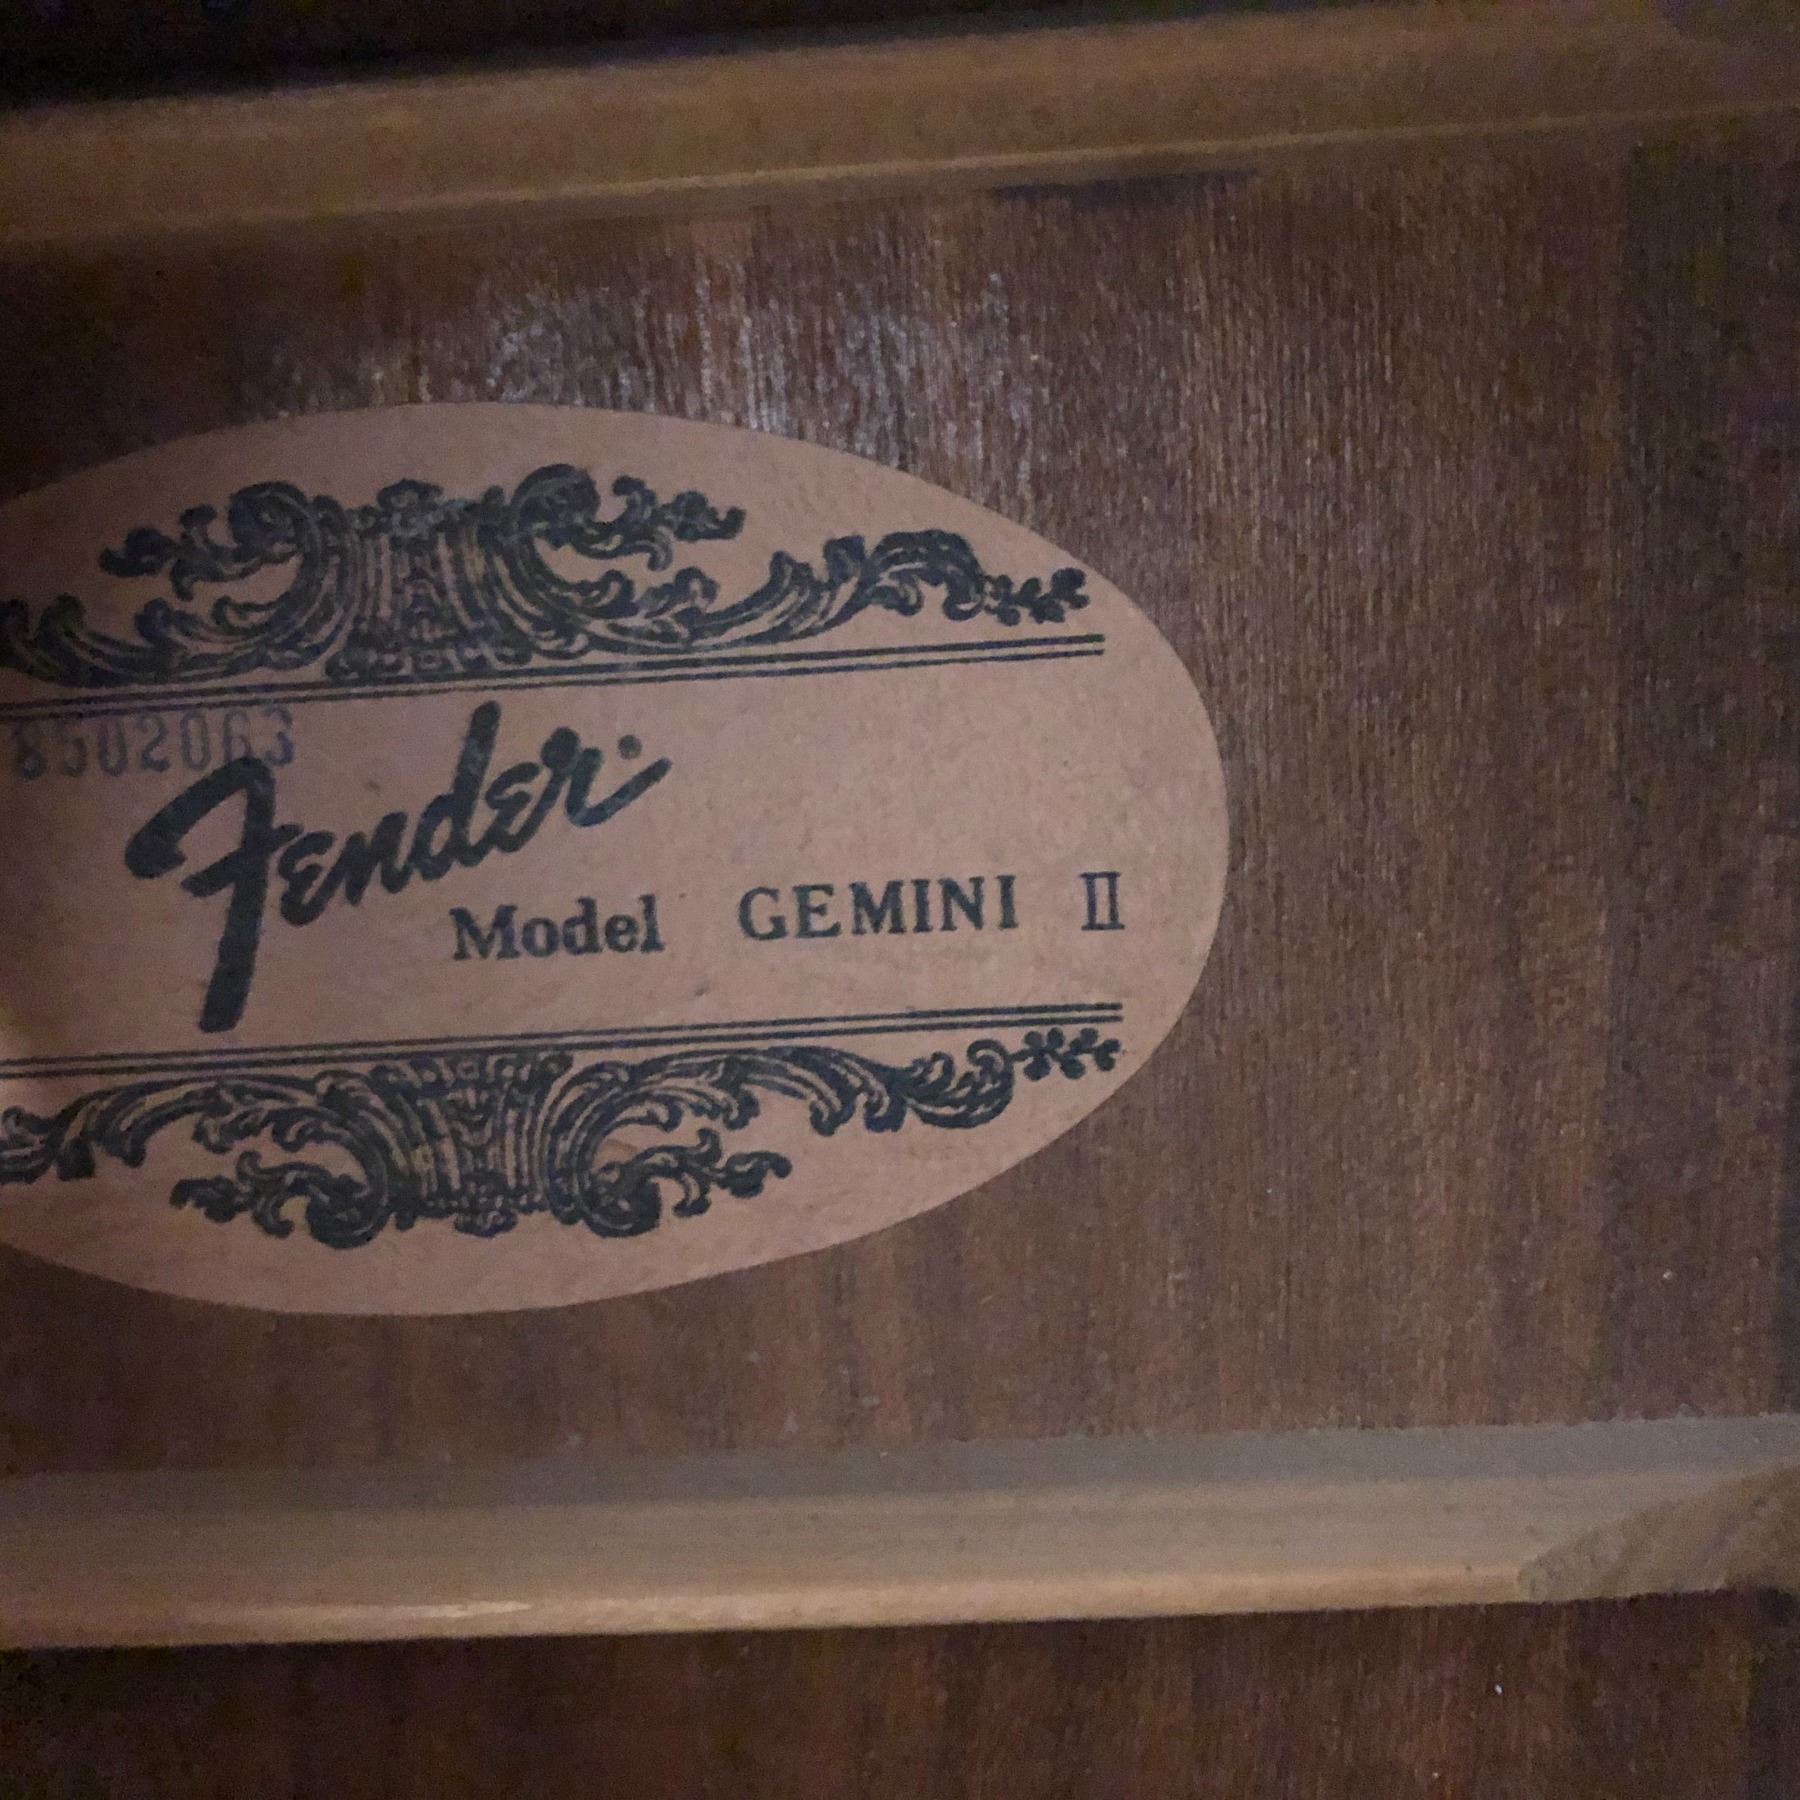 8502063
Fender
Model GEMINI II